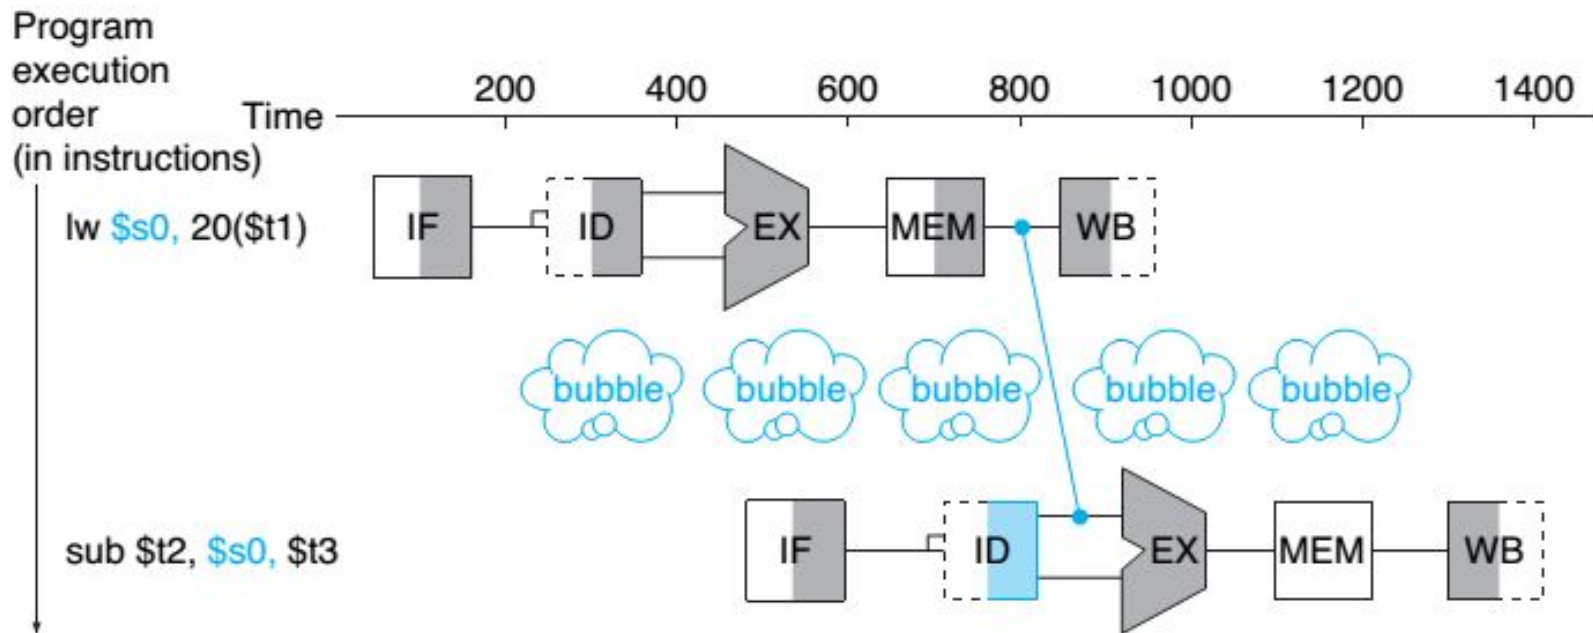 Program
execution
order
(in instructions)
Time
200 400 600 800 1000 1200 1400
lw $s0, 20($t1)
IF ID EX MEM WB
bubble bubble bubble bubble bubble
sub $t2, $s0, $t3
IF ID EX MEM WB